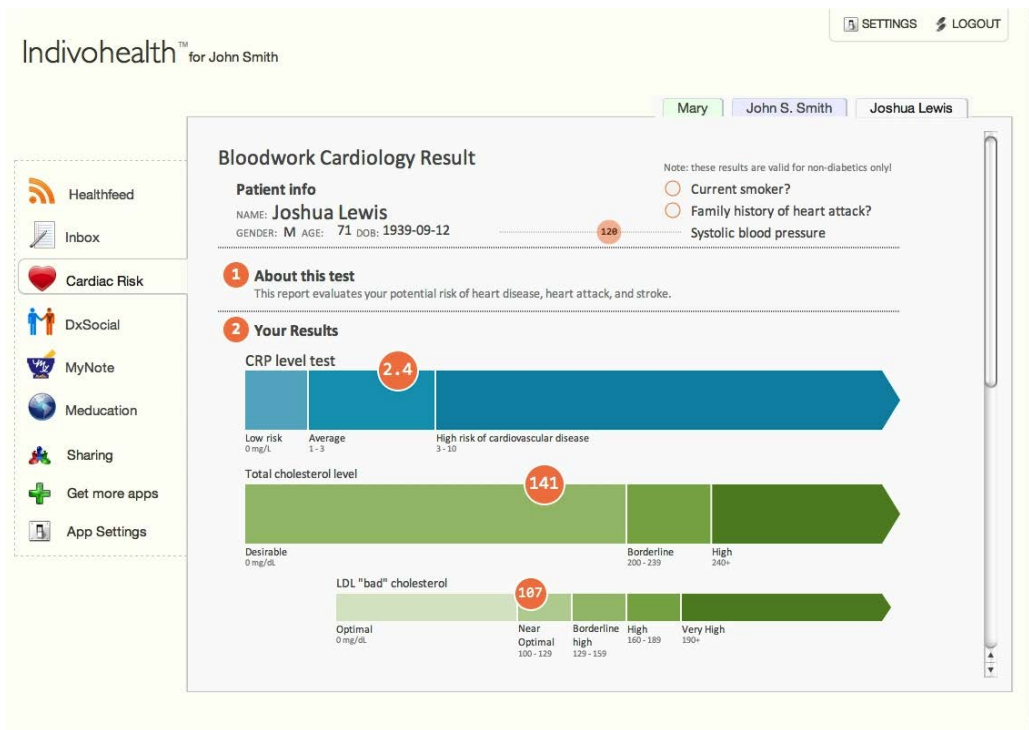 SETTINGS LOGOUT
Indivohealth™ for John Smith
Mary John S. Smith Joshua Lewis
Healthfeed
Inbox
Cardiac Risk
DxSocial
MyNote
Meducation
Sharing
Get more apps
App Settings
Bloodwork Cardiology Result
Note: these results are valid for non-diabetics only!
Patient info
Current smoker?
NAME: Joshua Lewis
Family history of heart attack?
GENDER: M AGE: 71 DOB: 1939-09-12
120 Systolic blood pressure
1 About this test
This report evaluates your potential risk of heart disease, heart attack, and stroke.
2 Your Results
CRP level test
2.4
Low risk Average High risk of cardiovascular disease
0 mg/L 1 - 3 3 - 10
Total cholesterol level
141
Desirable Borderline High
0 mg/dL 200 - 239 240+
LDL "bad" cholesterol
107
Optimal Near Borderline High Very High
0 mg/dL Optimal high 160 - 189 190+
100 - 129 129 - 159